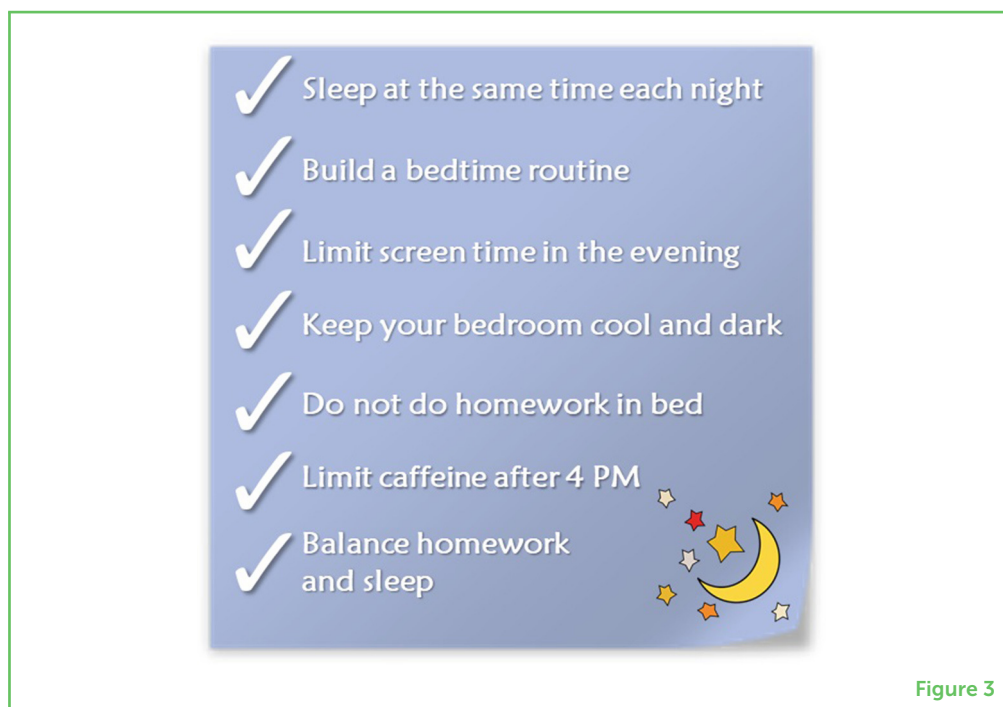 Sleep at the same time each night
Build a bedtime routine
Limit screen time in the evening
Keep your bedroom cool and dark
Do not do homework in bed
Limit caffeine after 4 PM
Balance homework
and sleep
Figure 3